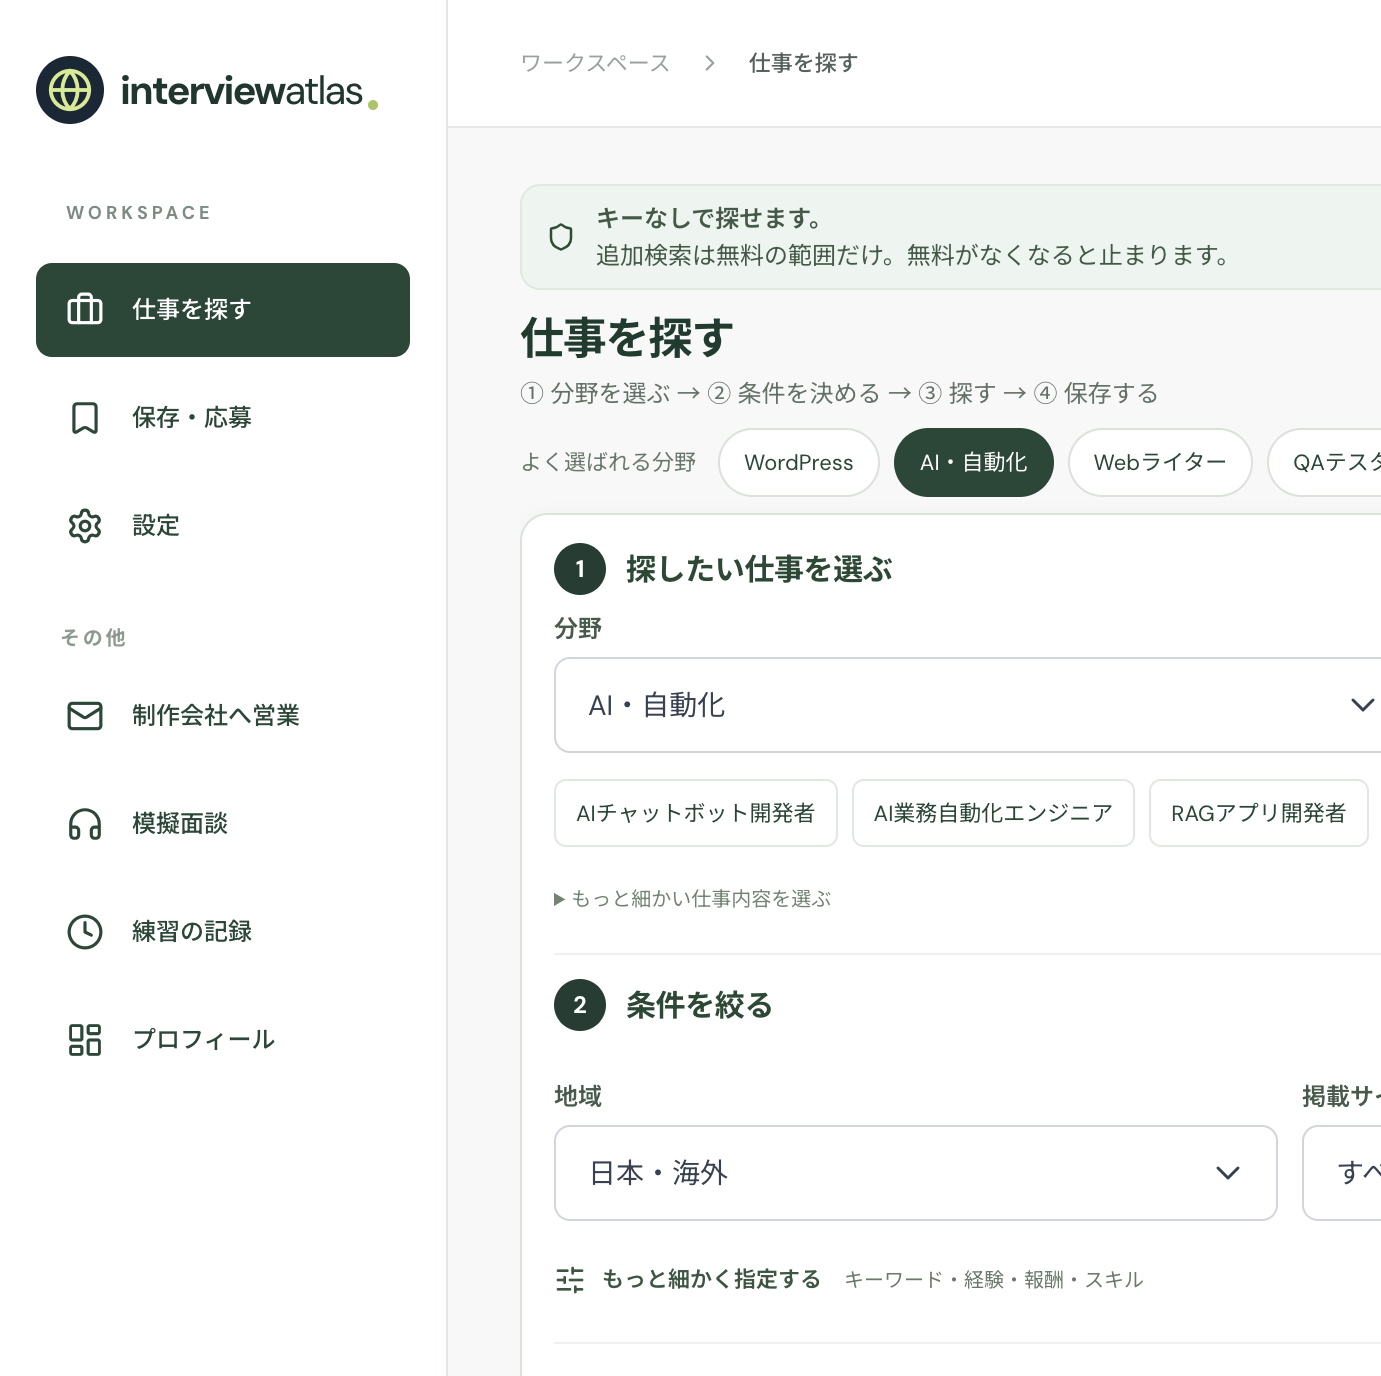 interviewatlas.
WORKSPACE
仕事を探す
保存・応募
設定
その他
制作会社へ営業
模擬面談
練習の記録
プロフィール
ワークスペース > 仕事を探す
キーなしで探せます。
追加検索は無料の範囲だけ。無料がなくなると止まります。
仕事を探す
① 分野を選ぶ → ② 条件を決める → ③ 探す → ④ 保存する
よく選ばれる分野 WordPress AI・自動化 Webライター QAテスタ
1 探したい仕事を選ぶ
分野
AI・自動化
AIチャットボット開発者 AI業務自動化エンジニア RAGアプリ開発者
▶ もっと細かい仕事内容を選ぶ
2 条件を絞る
地域 掲載サイ
日本・海外 すべ
もっと細かく指定する キーワード・経験・報酬・スキル